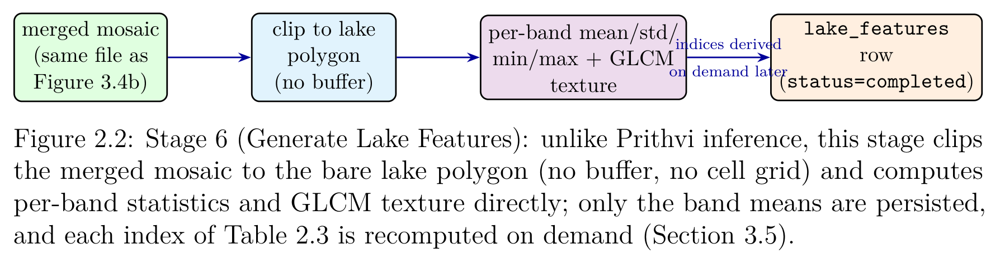 merged mosaic
(same file as
Figure 3.4b)
clip to lake
polygon
(no buffer)
per-band mean/std/
min/max + GLCM
texture
indices derived
on demand later
lake_features
row
(status=completed)
Figure 2.2: Stage 6 (Generate Lake Features): unlike Prithvi inference, this stage clips
the merged mosaic to the bare lake polygon (no buffer, no cell grid) and computes
per-band statistics and GLCM texture directly; only the band means are persisted,
and each index of Table 2.3 is recomputed on demand (Section 3.5).